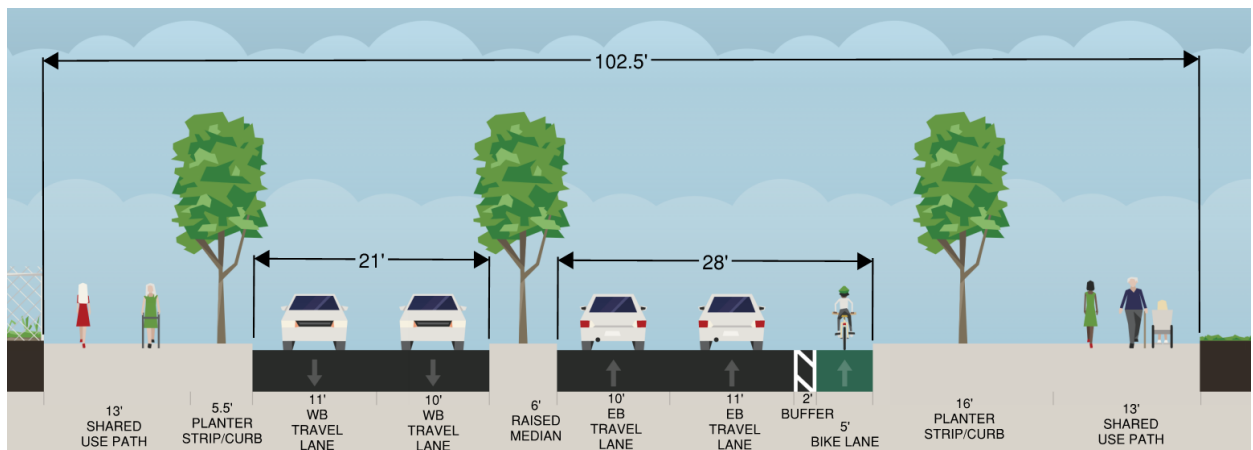 102.5'
21'
28'
13'
SHARED
USE PATH
5.5'
PLANTER
STRIP/CURB
11'
WB
TRAVEL
LANE
10'
WB
TRAVEL
LANE
6'
RAISED
MEDIAN
10'
EB
TRAVEL
LANE
11'
EB
TRAVEL
LANE
2'
BUFFER
5'
BIKE LANE
16'
PLANTER
STRIP/CURB
13'
SHARED
USE PATH